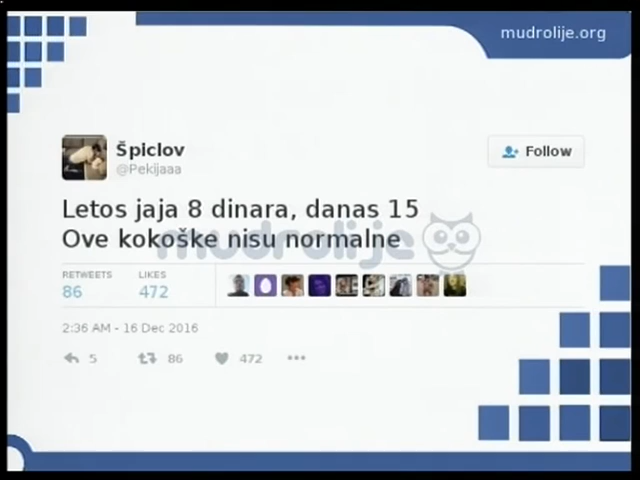 mudrolije.org
Špiclov
@Pekijaaa
Follow
Letos jaja 8 dinara, danas 15
Ove kokoške nisu normalne
mudrolije
RETWEETS LIKES
86 472
2:36 AM - 16 Dec 2016
5 86 472